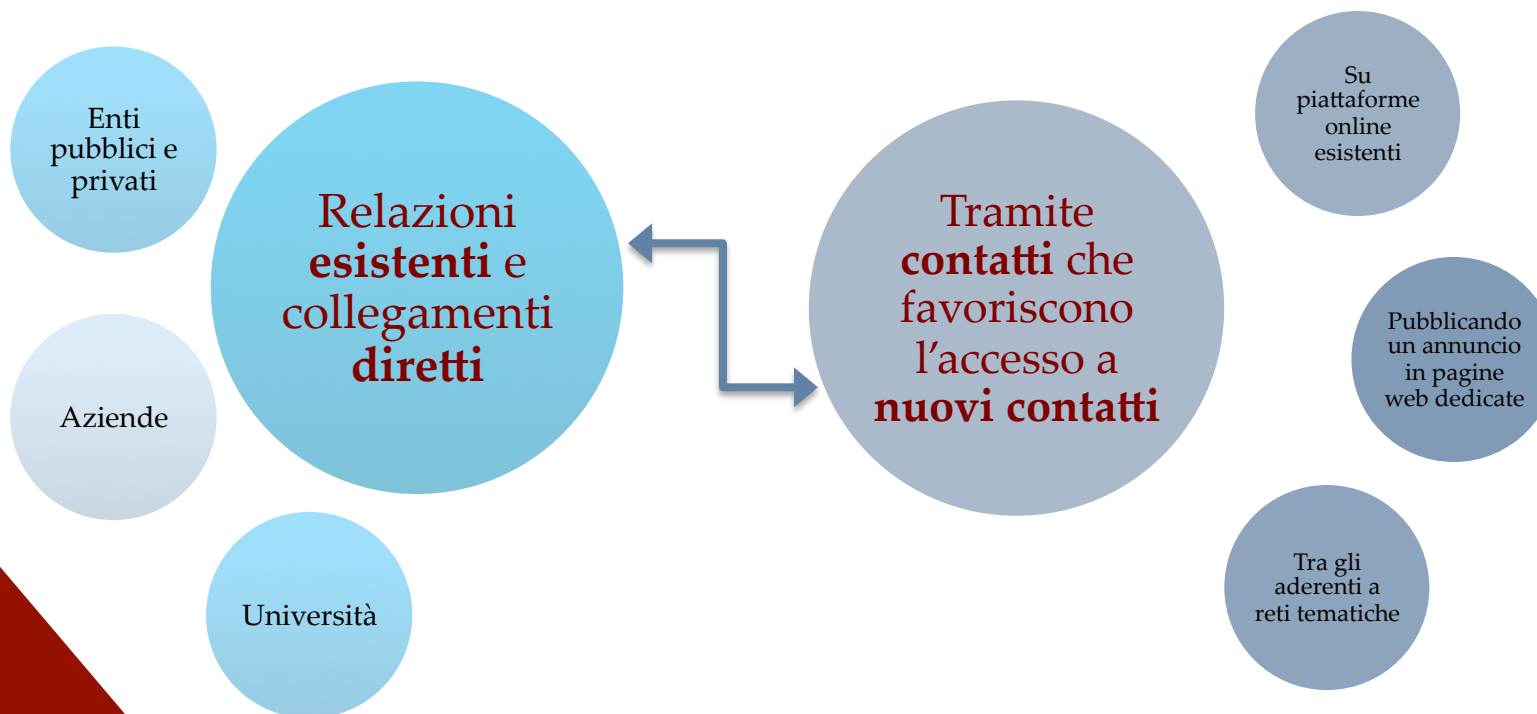 Enti
pubblici e
privati
Aziende
Università
Relazioni
esistenti e
collegamenti
diretti
Tramite
contatti che
favoriscono
l’accesso a
nuovi contatti
Su
piattaforme
online
esistenti
Pubblicando
un annuncio
in pagine
web dedicate
Tra gli
aderenti a
reti tematiche